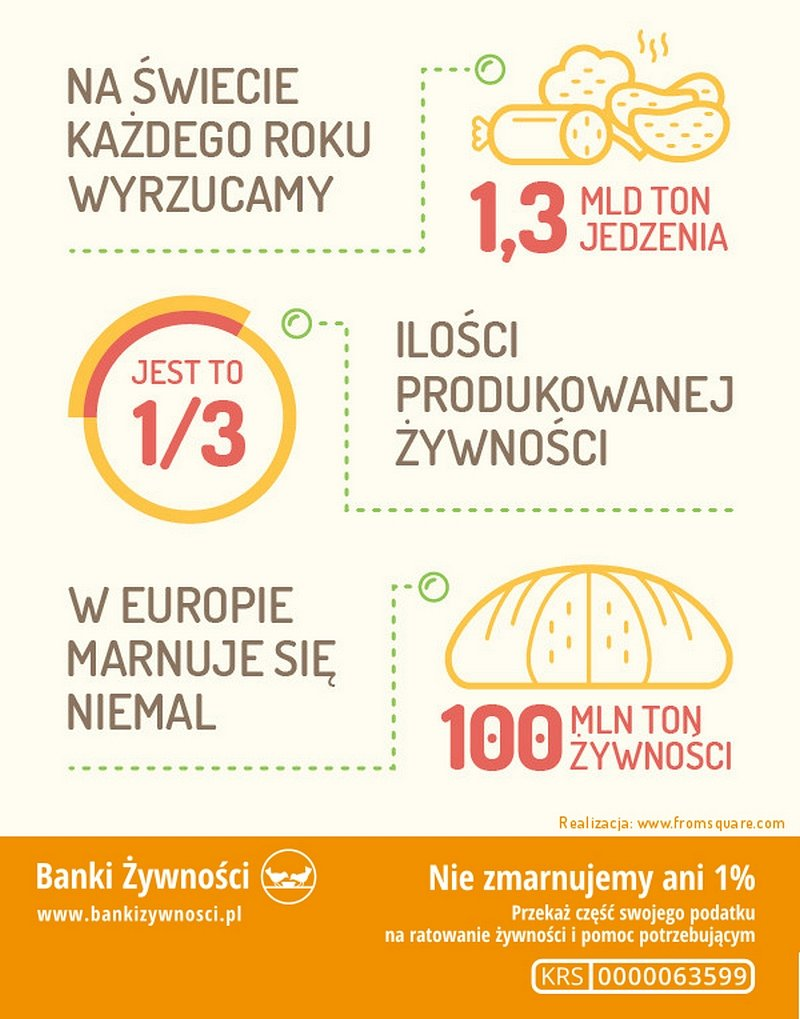 NA ŚWIECIE
KAŻDEGO ROKU
WYRZUCAMY
1,3 MLD TON
JEDZENIA
JEST TO
1/3
ILOŚCI
PRODUKOWANEJ
ŻYWNOŚCI
W EUROPIE
MARNUJE SIĘ
NIEMAL
100 MLN TON
ŻYWNOŚCI
Realizacja: www.fromsquare.com
Banki Żywności
www.bankizywnosci.pl
Nie zmarnujemy ani 1%
Przekaż część swojego podatku
na ratowanie żywności i pomoc potrzebującym
KRS 0000063599